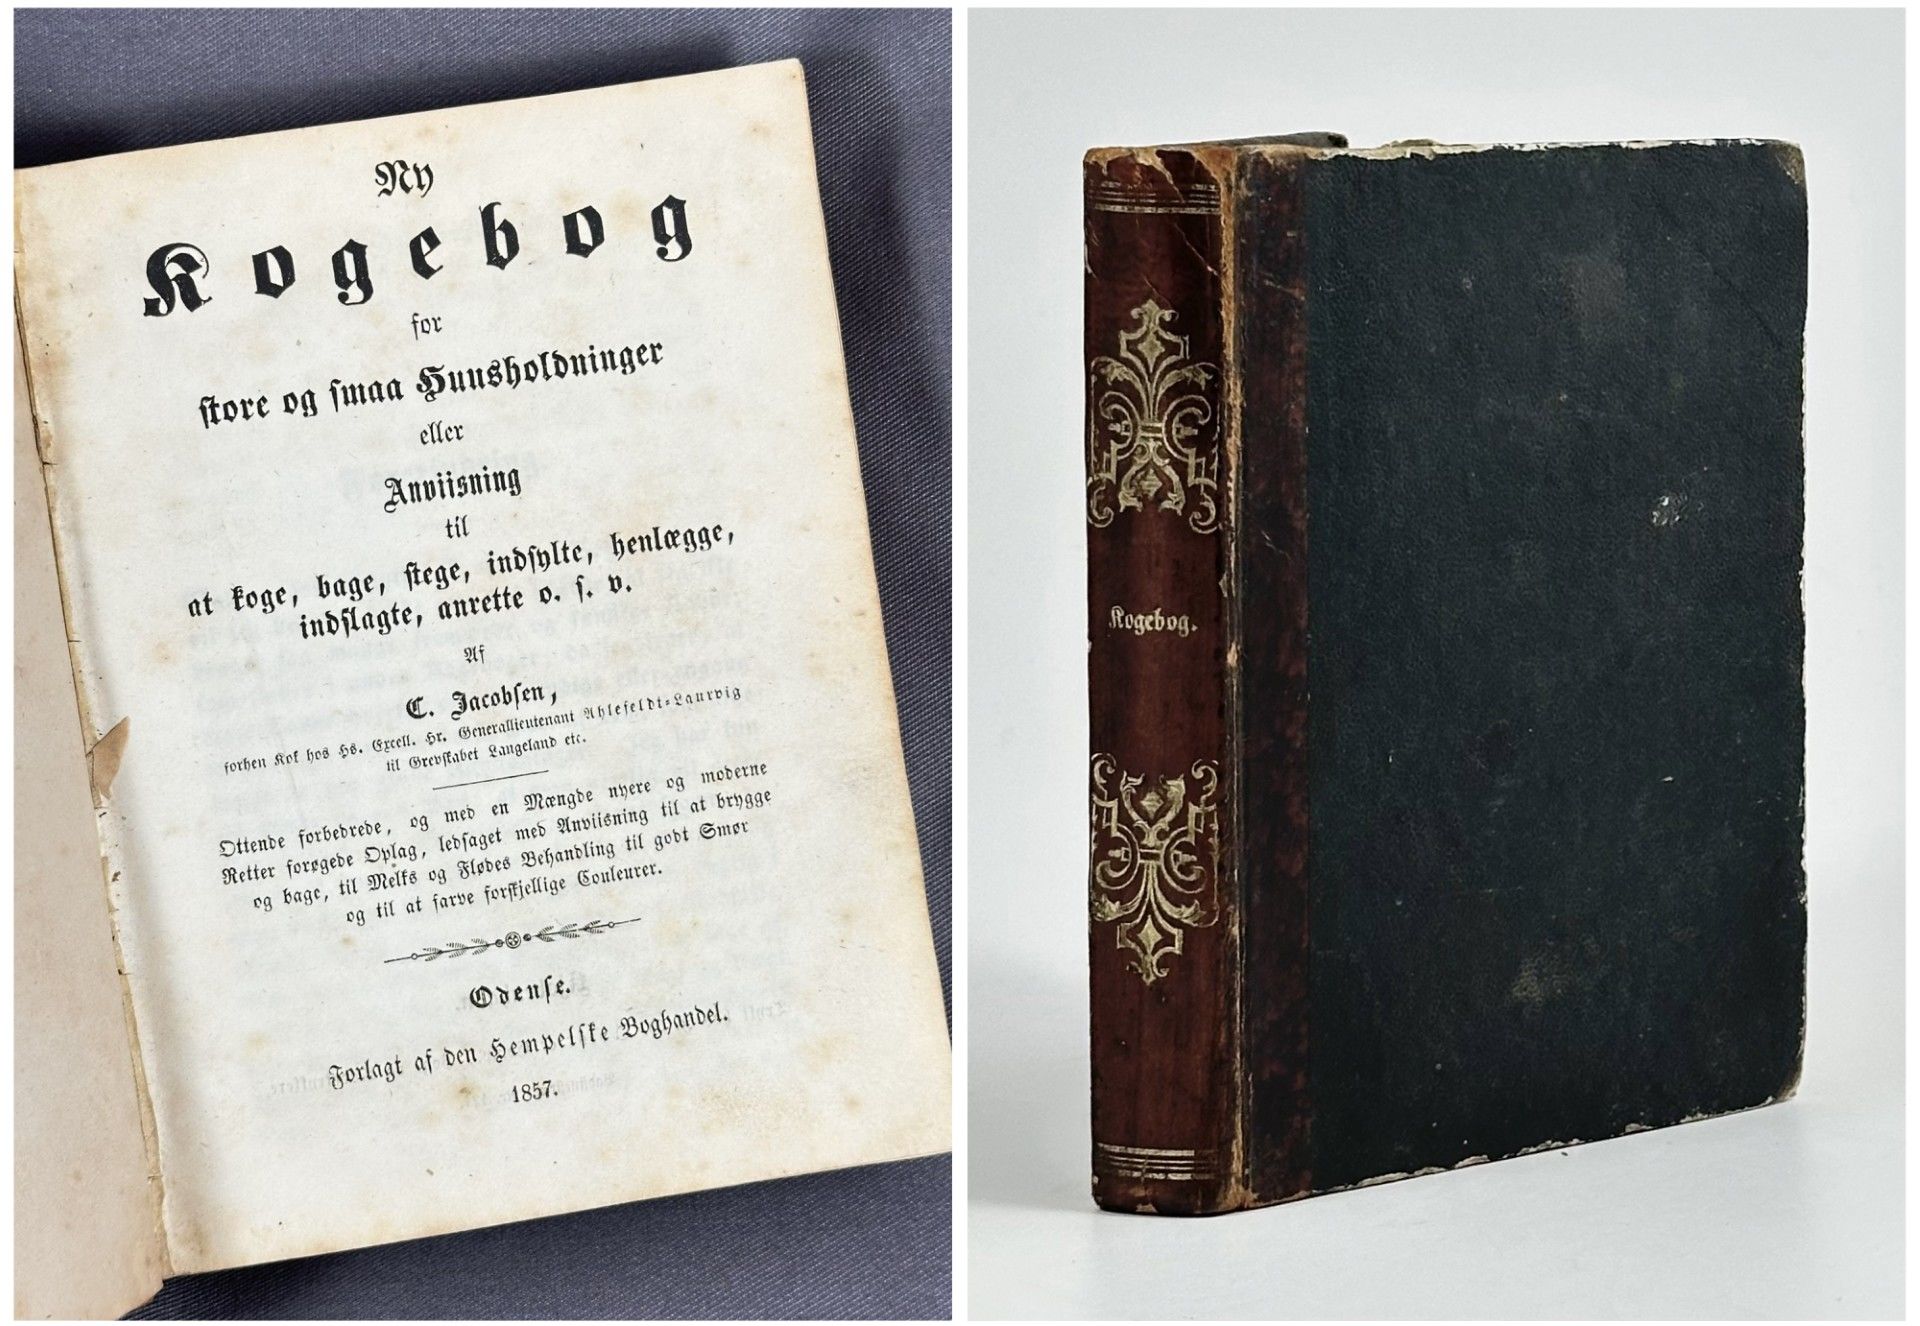 Ny
Kogebog
for
store og smaa Huusholdninger
eller
Anviisning
til
at koge, bage, stege, indsylte, henlægge,
indslagte, anrette o. s. v.
Af
C. Jacobsen,
forhen Kok hos Hs. Excell. Hr. Generallieutenant Ahlefeldt-Laurvig
til Grevskabet Langeland etc.
Ottende forbedrede, og med en Mængde nyere og moderne
Retter forøgede Oplag, ledsaget med Anviisning til at brygge
og bage, til Melks og Flødes Behandling til godt Smør
og til at farve forskjellige Couleurer.
Odense.
Forlagt af den Hempelske Boghandel.
1857.
Kogebog.